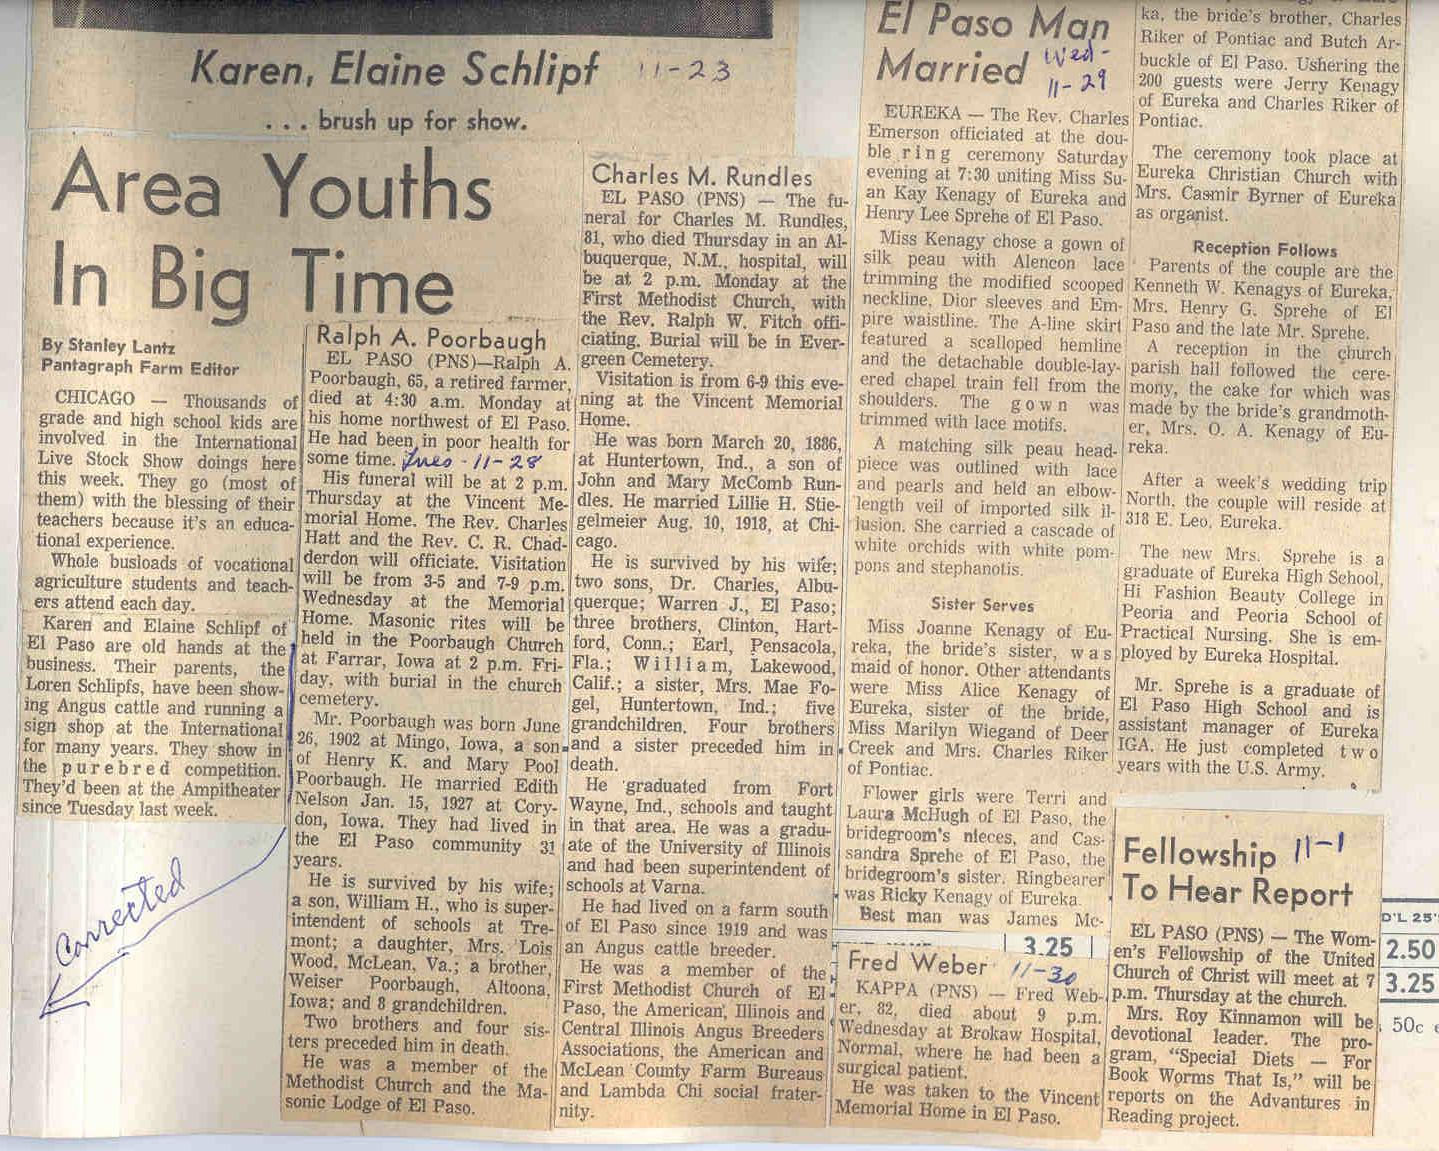 Karen, Elaine Schlipf 11-23
. . . brush up for show.
Area Youths
In Big Time
By Stanley Lantz
Pantagraph Farm Editor
CHICAGO — Thousands of
grade and high school kids are
involved in the International
Live Stock Show doings here
this week. They go (most of
them) with the blessing of their
teachers because it's an educa-
tional experience.
Whole busloads of vocational
agriculture students and teach-
ers attend each day.
Karen and Elaine Schlipf of
El Paso are old hands at the
business. Their parents, the
Loren Schlipfs, have been show-
ing Angus cattle and running a
sign shop at the International
for many years. They show in
the purebred competition.
They'd been at the Ampitheater
since Tuesday last week.
Corrected
Ralph A. Poorbaugh
EL PASO (PNS)—Ralph A.
Poorbaugh, 65, a retired farmer,
died at 4:30 a.m. Monday at
his home northwest of El Paso.
He had been in poor health for
some time. Tues - 11-28
His funeral will be at 2 p.m.
Thursday at the Vincent Me-
morial Home. The Rev. Charles
Hatt and the Rev. C. R. Chad-
derdon will officiate. Visitation
will be from 3-5 and 7-9 p.m.
Wednesday at the Memorial
Home. Masonic rites will be
held in the Poorbaugh Church
at Farrar, Iowa at 2 p.m. Fri-
day, with burial in the church
cemetery.
Mr. Poorbaugh was born June
26, 1902 at Mingo, Iowa, a son
of Henry K. and Mary Pool
Poorbaugh. He married Edith
Nelson Jan. 15, 1927 at Cory-
don, Iowa. They had lived in
the El Paso community 31
years.
He is survived by his wife;
a son, William H., who is super-
intendent of schools at Tre-
mont; a daughter, Mrs. Lois
Wood, McLean, Va.; a brother,
Weiser Poorbaugh, Altoona,
Iowa; and 8 grandchildren.
Two brothers and four sis-
ters preceded him in death.
He was a member of the
Methodist Church and the Ma-
sonic Lodge of El Paso.
Charles M. Rundles
EL PASO (PNS) — The fu-
neral for Charles M. Rundles,
81, who died Thursday in an Al-
buquerque, N.M., hospital, will
be at 2 p.m. Monday at the
First Methodist Church, with
the Rev. Ralph W. Fitch offi-
ciating. Burial will be in Ever-
green Cemetery.
Visitation is from 6-9 this eve-
ning at the Vincent Memorial
Home.
He was born March 20, 1886,
at Huntertown, Ind., a son of
John and Mary McComb Run-
dles. He married Lillie H. Stie-
gelmeier Aug. 10, 1918, at Chi-
cago.
He is survived by his wife;
two sons, Dr. Charles, Albu-
querque; Warren J., El Paso;
three brothers, Clinton, Hart-
ford, Conn.; Earl, Pensacola,
Fla.; William, Lakewood,
Calif.; a sister, Mrs. Mae Fo-
gel, Huntertown, Ind.; five
grandchildren. Four brothers
and a sister preceded him in
death.
He graduated from Fort
Wayne, Ind., schools and taught
in that area. He was a gradu-
ate of the University of Illinois
and had been superintendent of
schools at Varna.
He had lived on a farm south
of El Paso since 1919 and was
an Angus cattle breeder.
He was a member of the
First Methodist Church of El
Paso, the American, Illinois and
Central Illinois Angus Breeders
Associations, the American and
McLean County Farm Bureaus
and Lambda Chi social frater-
nity.
El Paso Man
Married Wed-
11-29
EUREKA — The Rev. Charles
Emerson officiated at the dou-
ble ring ceremony Saturday
evening at 7:30 uniting Miss Su-
an Kay Kenagy of Eureka and
Henry Lee Sprehe of El Paso.
Miss Kenagy chose a gown of
silk peau with Alencon lace
trimming the modified scooped
neckline, Dior sleeves and Em-
pire waistline. The A-line skirt
featured a scalloped hemline
and the detachable double-lay-
ered chapel train fell from the
shoulders. The gown was
trimmed with lace motifs.
A matching silk peau head-
piece was outlined with lace
and pearls and held an elbow-
length veil of imported silk il-
lusion. She carried a cascade of
white orchids with white pom-
pons and stephanotis.
Sister Serves
Miss Joanne Kenagy of Eu-
reka, the bride's sister, was
maid of honor. Other attendants
were Miss Alice Kenagy of
Eureka, sister of the bride,
Miss Marilyn Wiegand of Deer
Creek and Mrs. Charles Riker
of Pontiac.
Flower girls were Terri and
Laura McHugh of El Paso, the
bridegroom's nieces, and Cas-
sandra Sprehe of El Paso, the
bridegroom's sister. Ringbearer
was Ricky Kenagy of Eureka.
Best man was James Mc-
3.25
Fred Weber 11-30
KAPPA (PNS) — Fred Web-
er, 82, died about 9 p.m.
Wednesday at Brokaw Hospital,
Normal, where he had been a
surgical patient.
He was taken to the Vincent
Memorial Home in El Paso.
ka, the bride's brother, Charles
Riker of Pontiac and Butch Ar-
buckle of El Paso. Ushering the
200 guests were Jerry Kenagy
of Eureka and Charles Riker of
Pontiac.
The ceremony took place at
Eureka Christian Church with
Mrs. Casmir Byrner of Eureka
as organist.
Reception Follows
Parents of the couple are the
Kenneth W. Kenagys of Eureka,
Mrs. Henry G. Sprehe of El
Paso and the late Mr. Sprehe.
A reception in the church
parish hall followed the cere-
mony, the cake for which was
made by the bride's grandmoth-
er, Mrs. O. A. Kenagy of Eu-
reka.
After a week's wedding trip
North, the couple will reside at
318 E. Leo, Eureka.
The new Mrs. Sprehe is a
graduate of Eureka High School,
Hi Fashion Beauty College in
Peoria and Peoria School of
Practical Nursing. She is em-
ployed by Eureka Hospital.
Mr. Sprehe is a graduate of
El Paso High School and is
assistant manager of Eureka
IGA. He just completed two
years with the U.S. Army.
Fellowship 11-1
To Hear Report
EL PASO (PNS) — The Wom-
en's Fellowship of the United
Church of Christ will meet at 7
p.m. Thursday at the church.
Mrs. Roy Kinnamon will be
devotional leader. The pro-
gram, "Special Diets — For
Book Worms That Is," will be
reports on the Advantures in
Reading project.
D'L 25'
2.50
3.25
50c